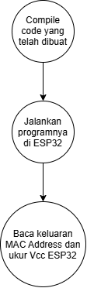 Compile
code yang
telah dibuat
Jalankan
programnya
di ESP32
Baca keluaran
MAC Address dan
ukur Vcc ESP32